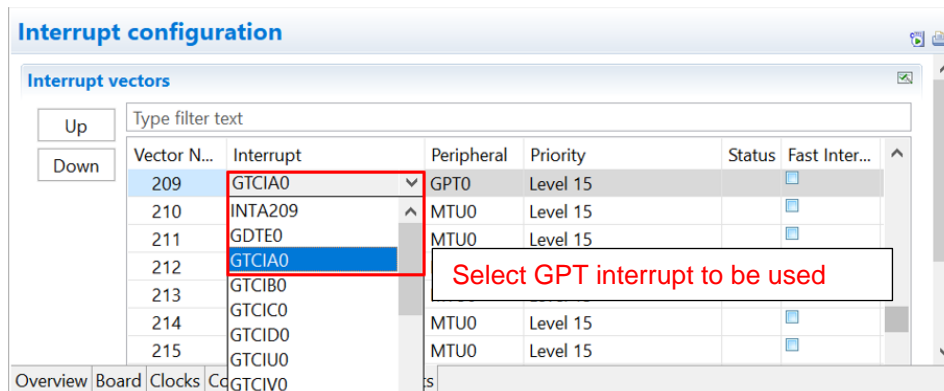 Interrupt configuration
Interrupt vectors
Up
Down
Type filter text
Vector N... Interrupt Peripheral Priority Status Fast Inter...
209 GTCIA0 GPT0 Level 15
210 INTA209 MTU0 Level 15
211 GDTE0 MTU0 Level 15
212 GTCIA0
Select GPT interrupt to be used
213 GTCIB0
214 GTCIC0 MTU0 Level 15
GTCID0
215 GTCIU0 MTU0 Level 15
Overview Board Clocks GTCIV0